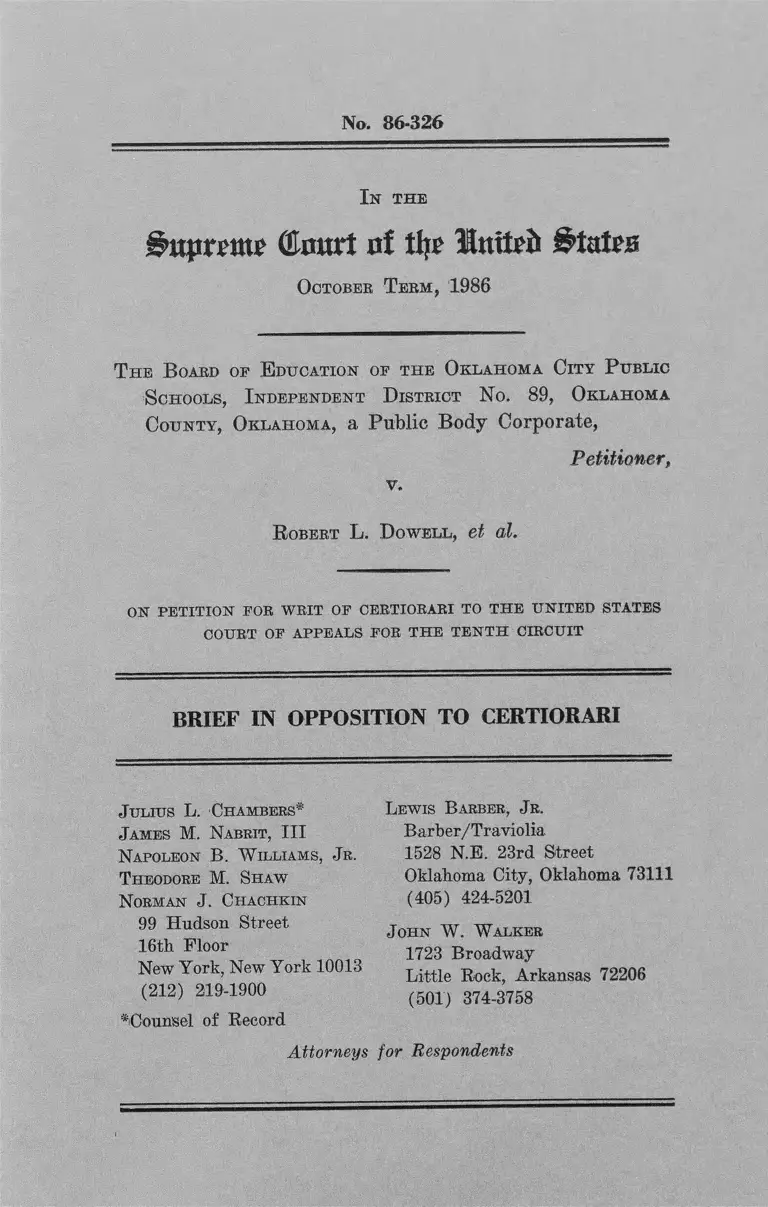 No. 86-326
IN THE
Supreme Court of the United States
OCTOBER TERM, 1986
THE BOARD OF EDUCATION OF THE OKLAHOMA CITY PUBLIC
SCHOOLS, INDEPENDENT DISTRICT NO. 89, OKLAHOMA
COUNTY, OKLAHOMA, a Public Body Corporate,
Petitioner,
v.
ROBERT L. DOWELL, et al.
ON PETITION FOR WRIT OF CERTIORARI TO THE UNITED STATES
COURT OF APPEALS FOR THE TENTH CIRCUIT
BRIEF IN OPPOSITION TO CERTIORARI
JULIUS L. CHAMBERS*
JAMES M. NABRIT, III
NAPOLEON B. WILLIAMS, JR.
THEODORE M. SHAW
NORMAN J. CHACHKIN
99 Hudson Street
16th Floor
New York, New York 10013
(212) 219-1900
*Counsel of Record
LEWIS BARBER, JR.
Barber/Traviolia
1528 N.E. 23rd Street
Oklahoma City, Oklahoma 73111
(405) 424-5201
JOHN W. WALKER
1723 Broadway
Little Rock, Arkansas 72206
(501) 374-3758
Attorneys for Respondents